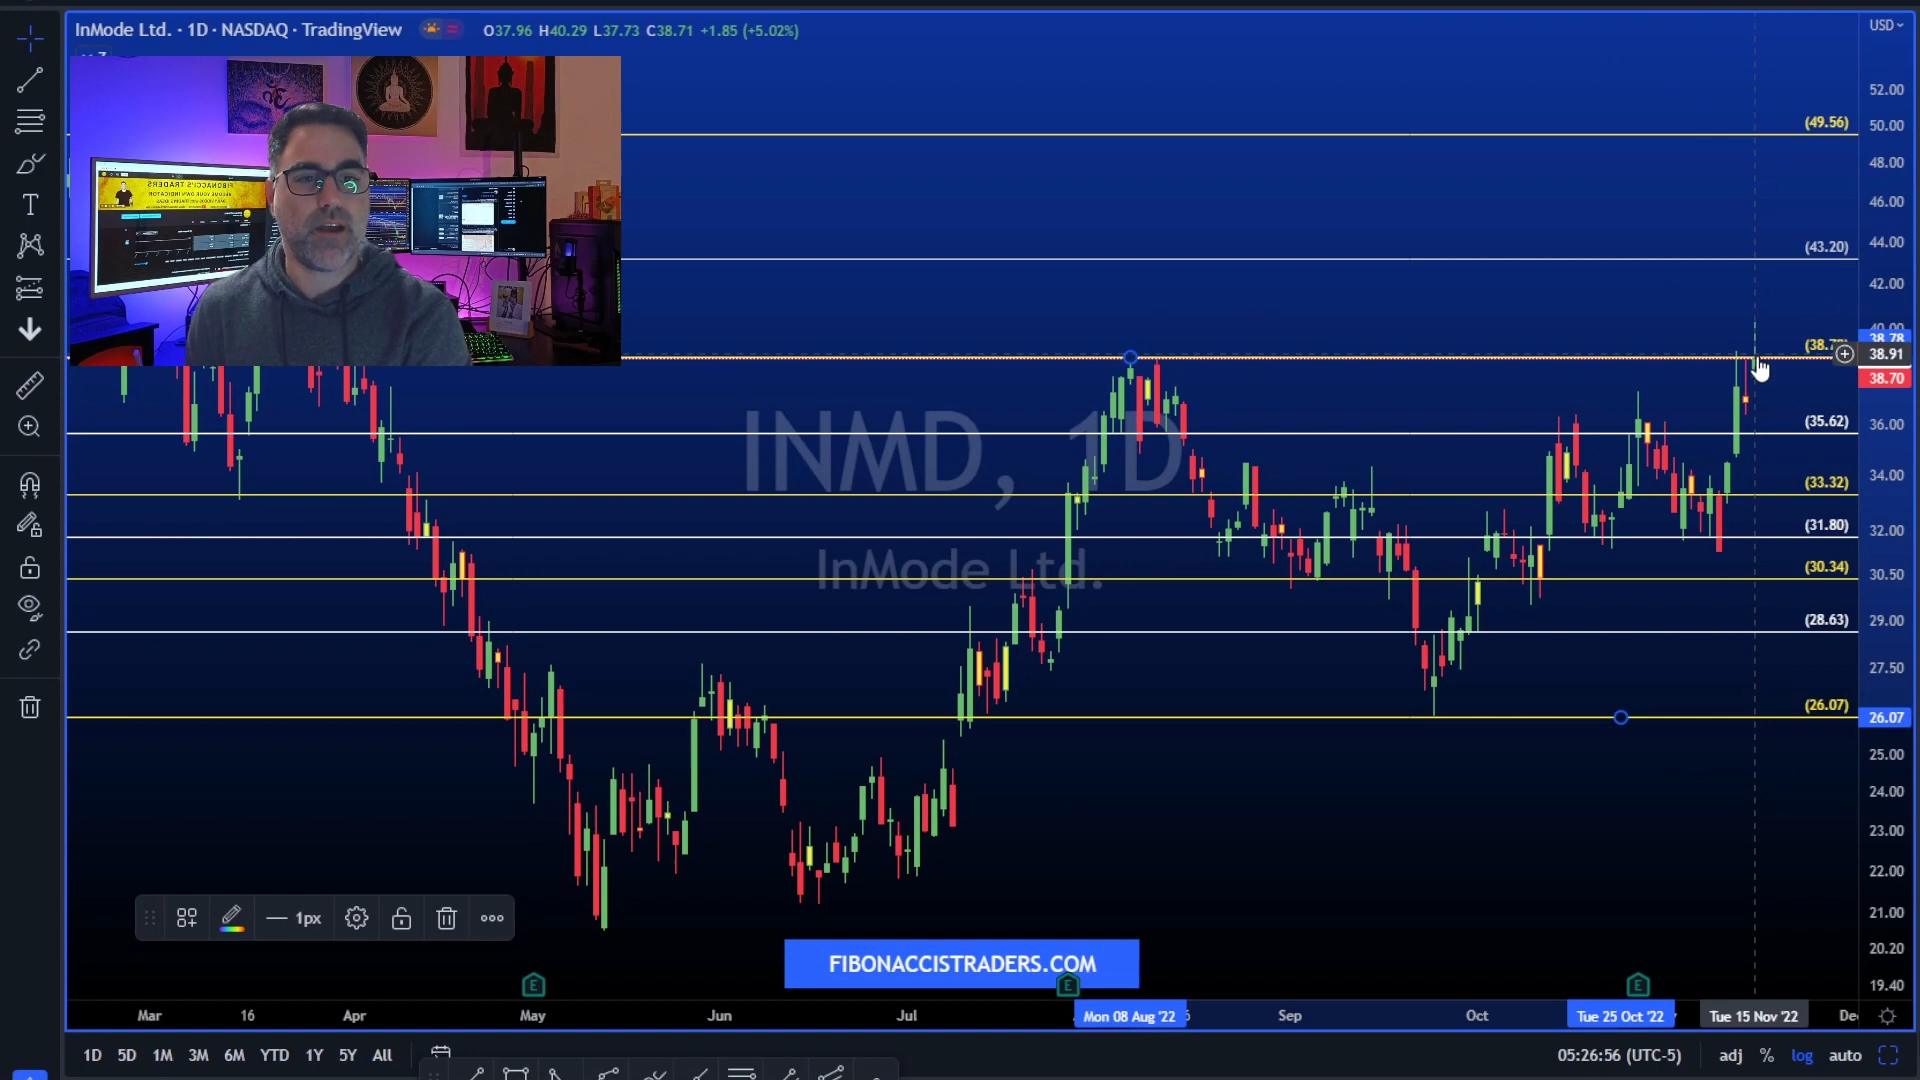 InMode Ltd. · 1D · NASDAQ · TradingView
O37.96 H40.29 L37.73 C38.71 +1.85 (+5.02%)
USD
52.00
(49.56)
50.00
48.00
46.00
44.00
(43.20)
42.00
38.78
38.91
38.70
INMD, 1D
InMode Ltd.
(35.62)
36.00
34.00
(33.32)
(31.80)
32.00
(30.34)
30.50
(28.63)
29.00
27.50
(26.07)
26.07
25.00
24.00
23.00
22.00
21.00
20.20
19.40
1px
FIBONACCISTRADERS.COM
E
E
E
Mar
16
Apr
May
Jun
Jul
Mon 08 Aug '22
Sep
Oct
Tue 25 Oct '22
Tue 15 Nov '22
1D 5D 1M 3M 6M YTD 1Y 5Y All
05:26:56 (UTC-5)
adj % log auto